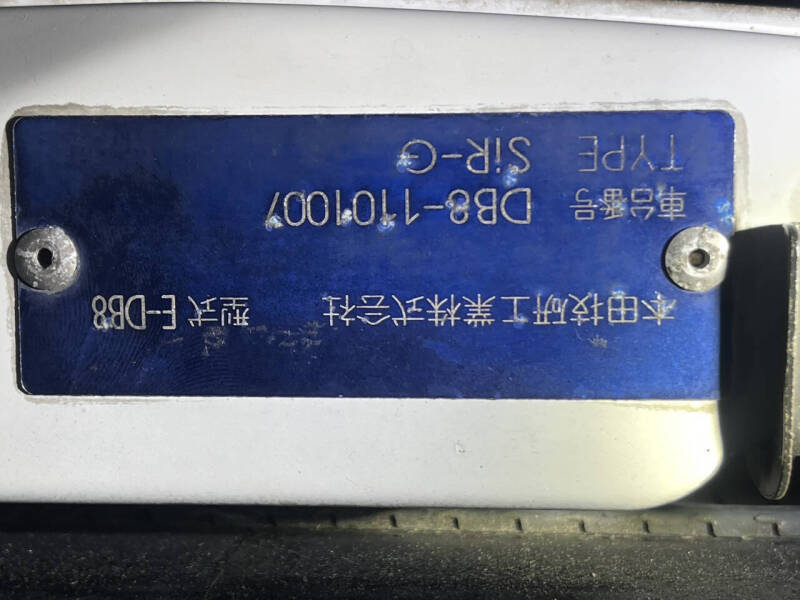 本田技研工業株式会社 型式 E-DB8
車台番号 DB8-1101007
TYPE SiR-G